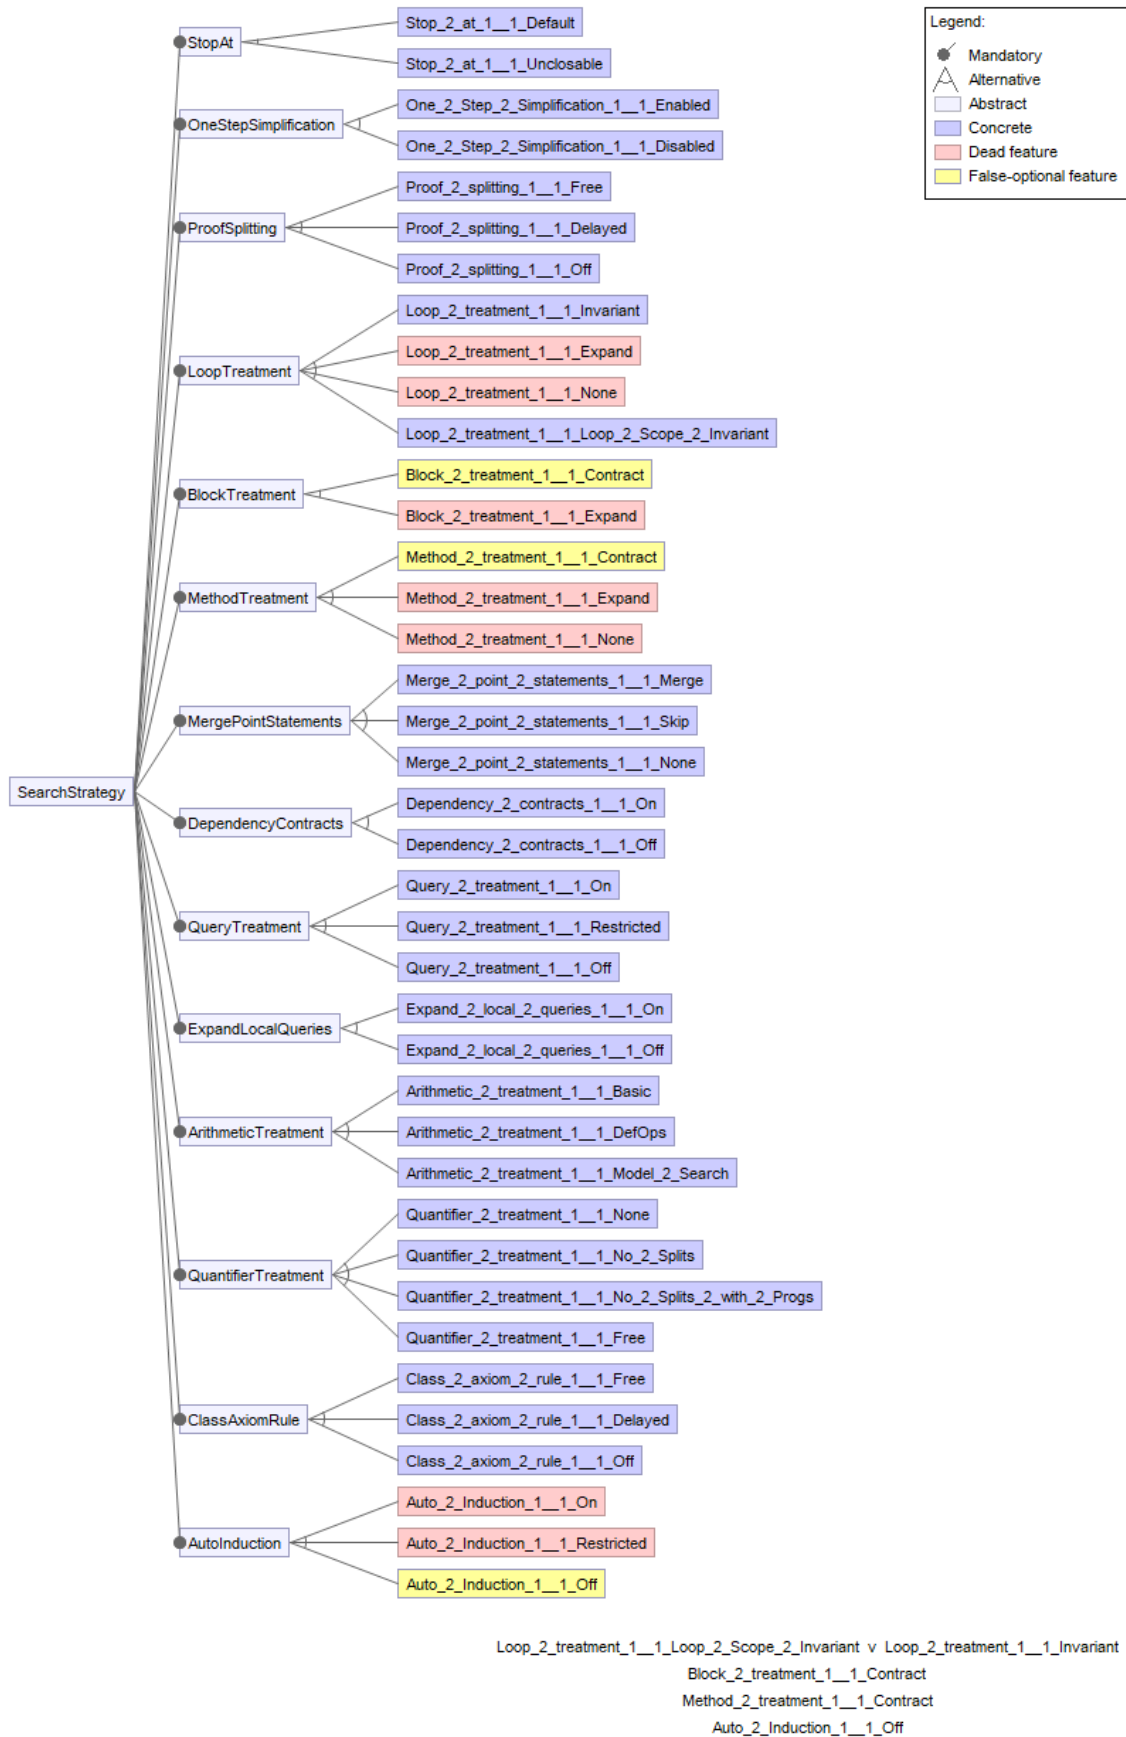 Legend:
Mandatory
Alternative
Abstract
Concrete
Dead feature
False-optional feature
SearchStrategy
StopAt
Stop_2_at_1__1_Default
Stop_2_at_1__1_Unclosable
OneStepSimplification
One_2_Step_2_Simplification_1__1_Enabled
One_2_Step_2_Simplification_1__1_Disabled
ProofSplitting
Proof_2_splitting_1__1_Free
Proof_2_splitting_1__1_Delayed
Proof_2_splitting_1__1_Off
LoopTreatment
Loop_2_treatment_1__1_Invariant
Loop_2_treatment_1__1_Expand
Loop_2_treatment_1__1_None
Loop_2_treatment_1__1_Loop_2_Scope_2_Invariant
BlockTreatment
Block_2_treatment_1__1_Contract
Block_2_treatment_1__1_Expand
MethodTreatment
Method_2_treatment_1__1_Contract
Method_2_treatment_1__1_Expand
Method_2_treatment_1__1_None
MergePointStatements
Merge_2_point_2_statements_1__1_Merge
Merge_2_point_2_statements_1__1_Skip
Merge_2_point_2_statements_1__1_None
DependencyContracts
Dependency_2_contracts_1__1_On
Dependency_2_contracts_1__1_Off
QueryTreatment
Query_2_treatment_1__1_On
Query_2_treatment_1__1_Restricted
Query_2_treatment_1__1_Off
ExpandLocalQueries
Expand_2_local_2_queries_1__1_On
Expand_2_local_2_queries_1__1_Off
ArithmeticTreatment
Arithmetic_2_treatment_1__1_Basic
Arithmetic_2_treatment_1__1_DefOps
Arithmetic_2_treatment_1__1_Model_2_Search
QuantifierTreatment
Quantifier_2_treatment_1__1_None
Quantifier_2_treatment_1__1_No_2_Splits
Quantifier_2_treatment_1__1_No_2_Splits_2_with_2_Progs
Quantifier_2_treatment_1__1_Free
ClassAxiomRule
Class_2_axiom_2_rule_1__1_Free
Class_2_axiom_2_rule_1__1_Delayed
Class_2_axiom_2_rule_1__1_Off
AutoInduction
Auto_2_Induction_1__1_On
Auto_2_Induction_1__1_Restricted
Auto_2_Induction_1__1_Off
Loop_2_treatment_1__1_Loop_2_Scope_2_Invariant v Loop_2_treatment_1__1_Invariant
Block_2_treatment_1__1_Contract
Method_2_treatment_1__1_Contract
Auto_2_Induction_1__1_Off